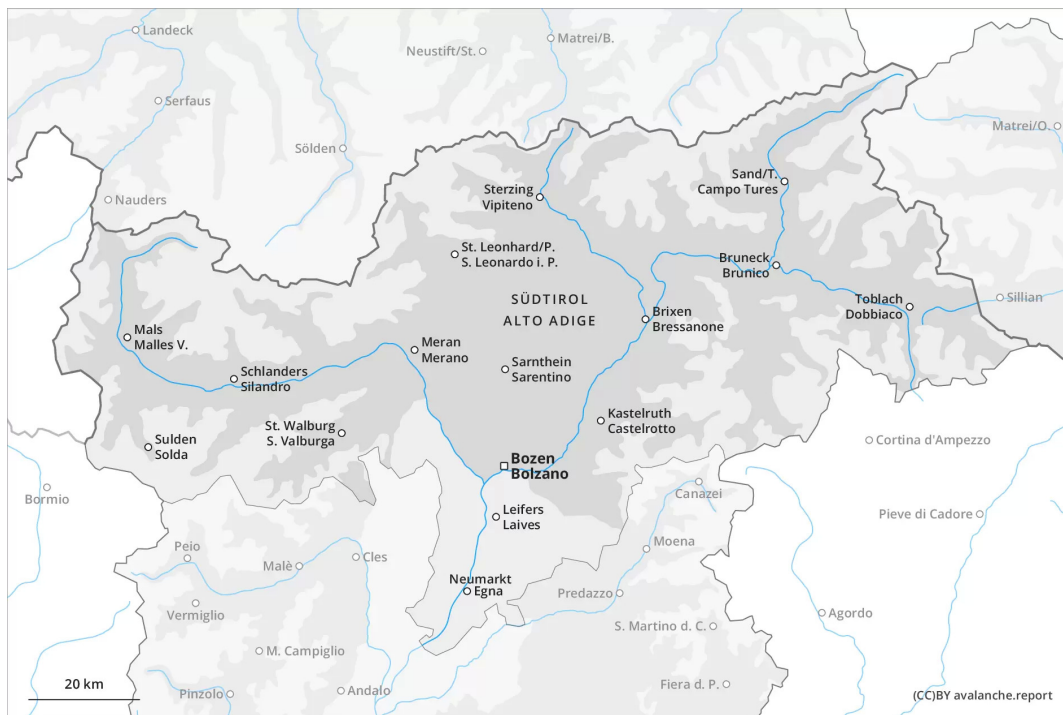 Landeck
Matrei/B.
Neustift/St.
Serfaus
Matrei/O.
Sölden
Sand/T.
Campo Tures
Nauders
Sterzing
Vipiteno
St. Leonhard/P.
S. Leonardo i. P.
Bruneck
Brunico
SÜDTIROL
ALTO ADIGE
Toblach
Dobbiaco
Sillian
Brixen
Bressanone
Mals
Malles V.
Meran
Merano
Sarnthein
Sarentino
Schlanders
Silandro
Kastelruth
Castelrotto
St. Walburg
S. Valburga
Sulden
Solda
Cortina d'Ampezzo
Bozen
Bolzano
Bormio
Canazei
Leifers
Laives
Pieve di Cadore
Moena
Peio
Cles
Malè
Neumarkt
Egna
Predazzo
Vermiglio
Agordo
S. Martino d. C.
M. Campiglio
20 km
Pinzolo
Andalo
Fiera d. P.
(CC)BY avalanche.report